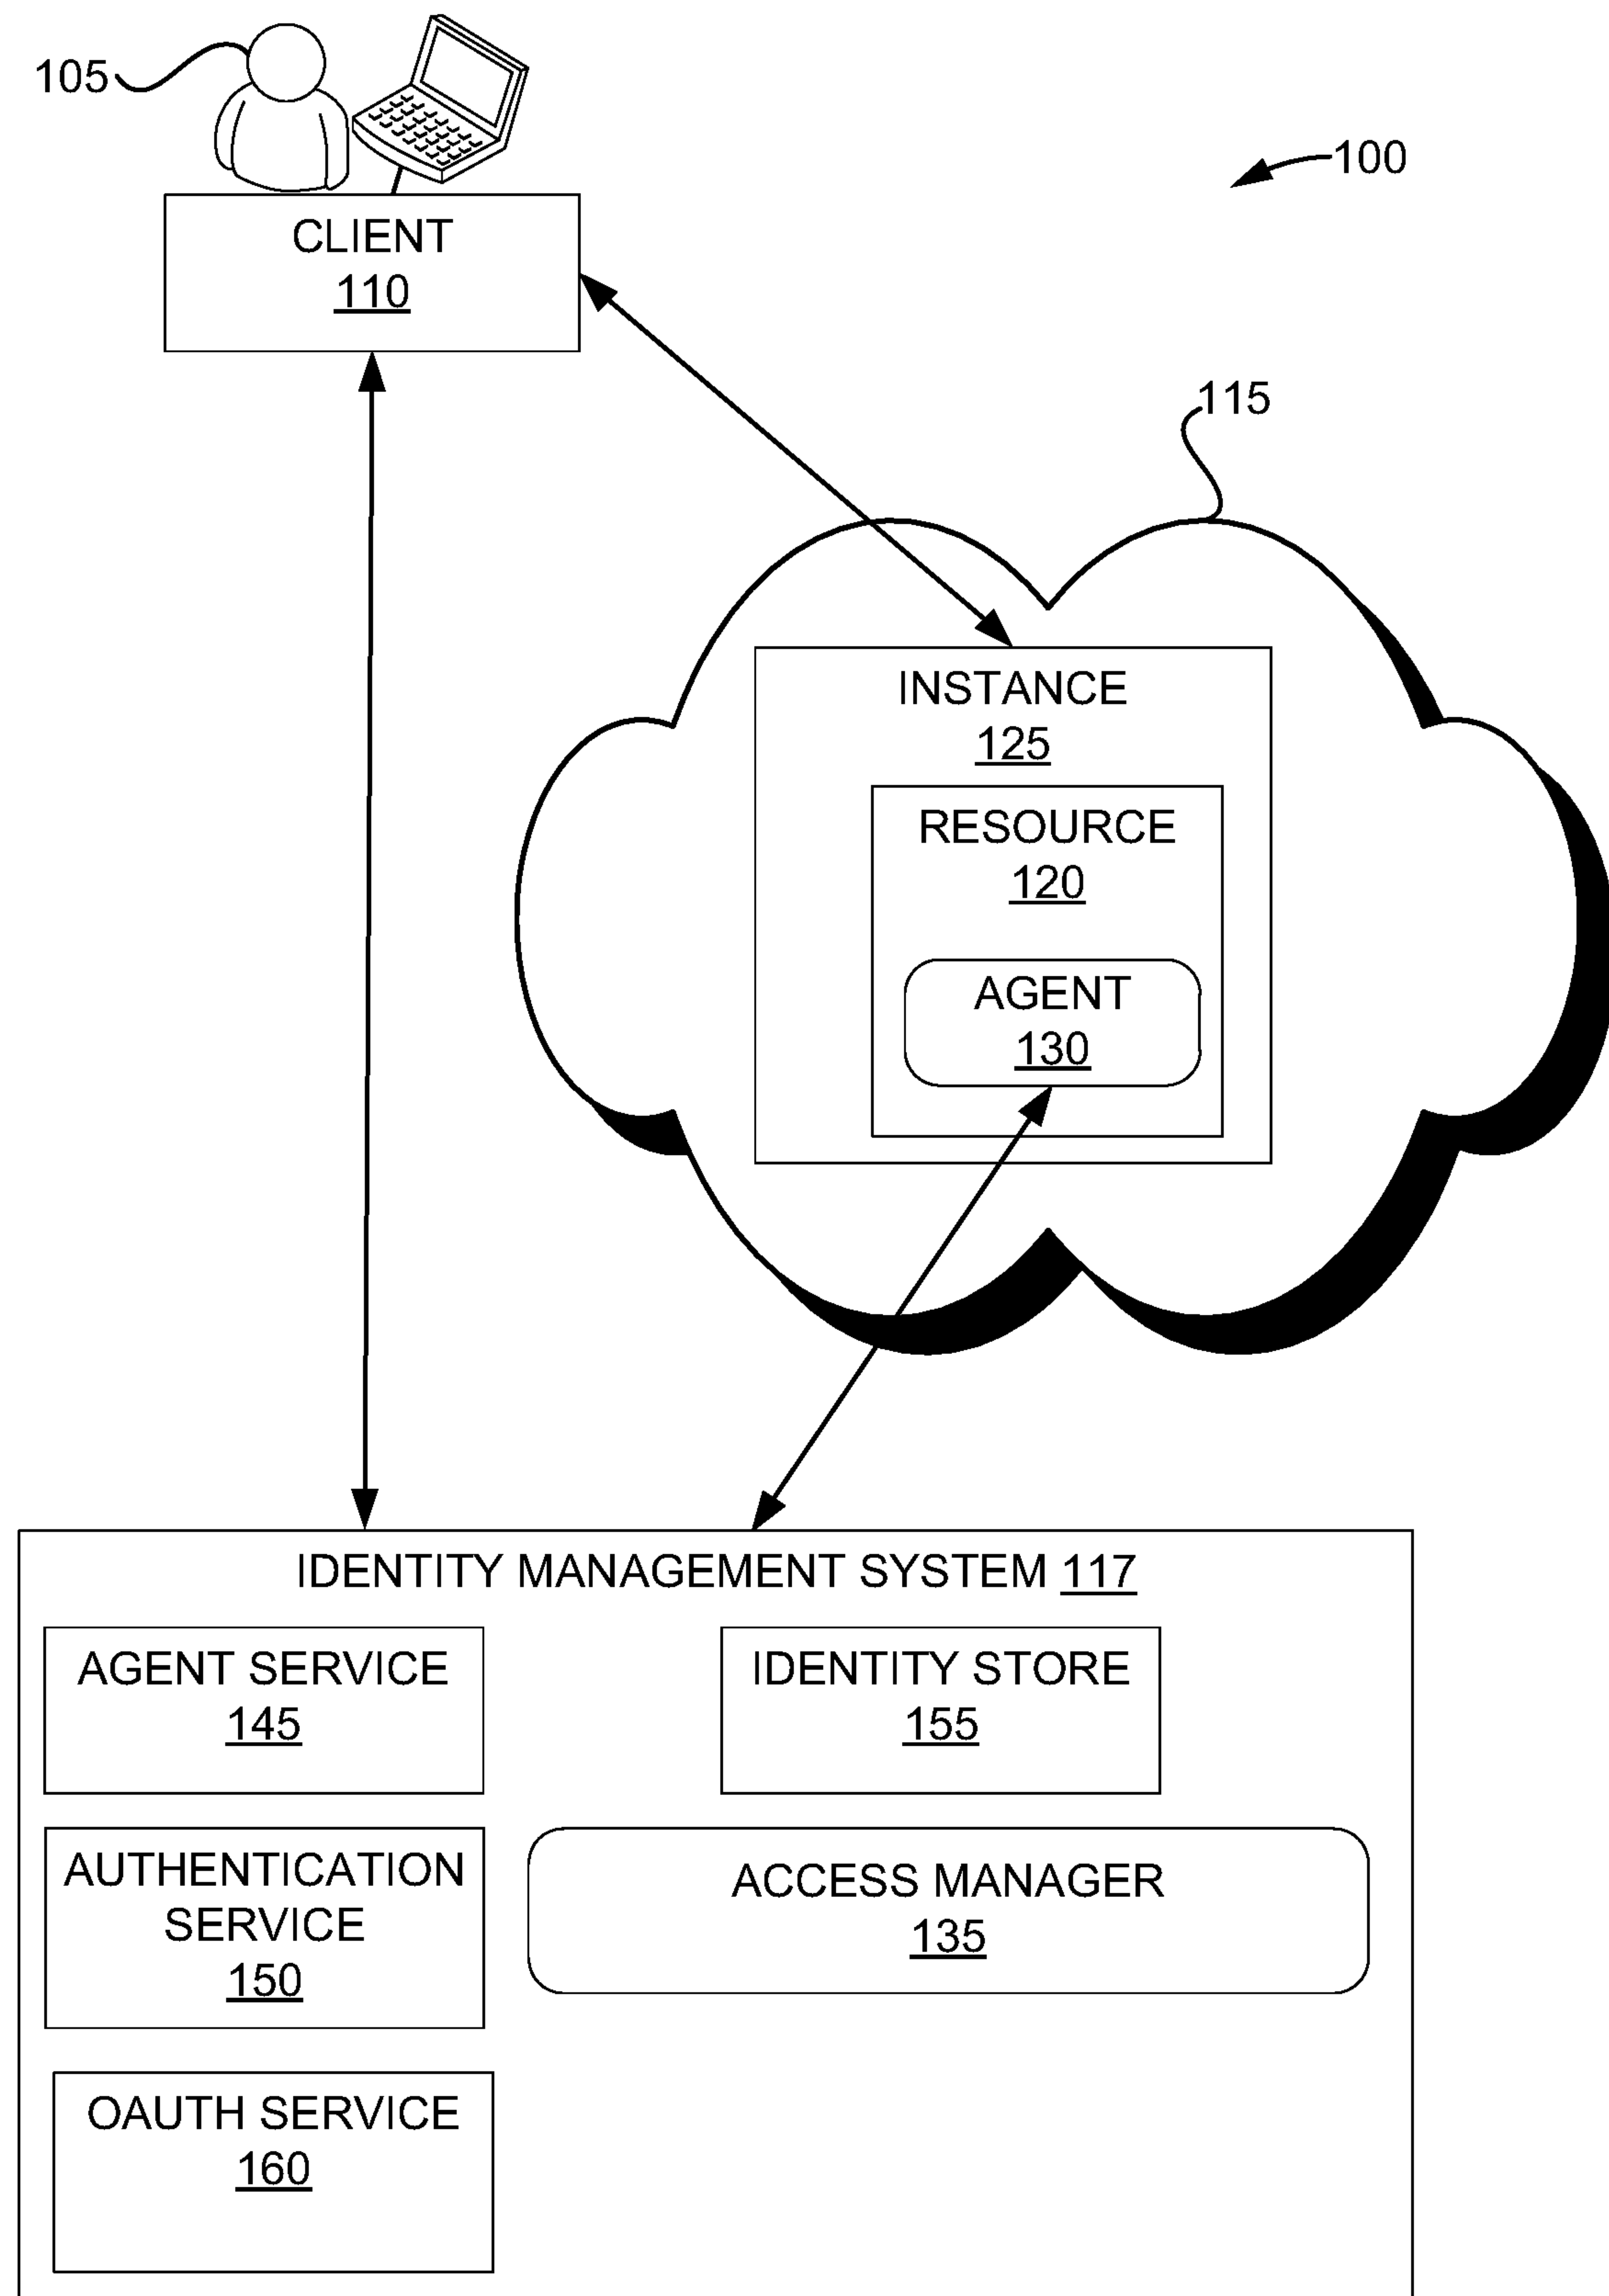 105
100
CLIENT
110
115
INSTANCE
125
RESOURCE
120
AGENT
130
IDENTITY MANAGEMENT SYSTEM 117
AGENT SERVICE
145
IDENTITY STORE
155
AUTHENTICATION
SERVICE
150
ACCESS MANAGER
135
OAUTH SERVICE
160